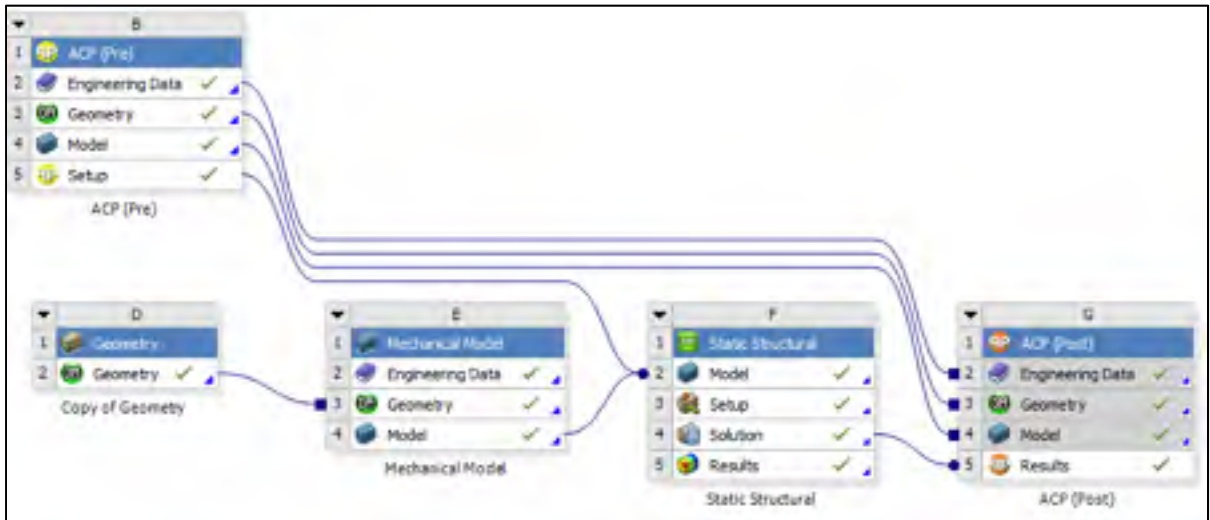 B
1 ACP (Pre)
2 Engineering Data
3 Geometry
4 Model
5 Setup
ACP (Pre)
D
1 Geometry
2 Geometry
Copy of Geometry
E
1 Mechanical Model
2 Engineering Data
3 Geometry
4 Model
Mechanical Model
F
1 Static Structural
2 Model
3 Setup
4 Solution
5 Results
Static Structural
G
1 ACP (Post)
2 Engineering Data
3 Geometry
4 Model
5 Results
ACP (Post)